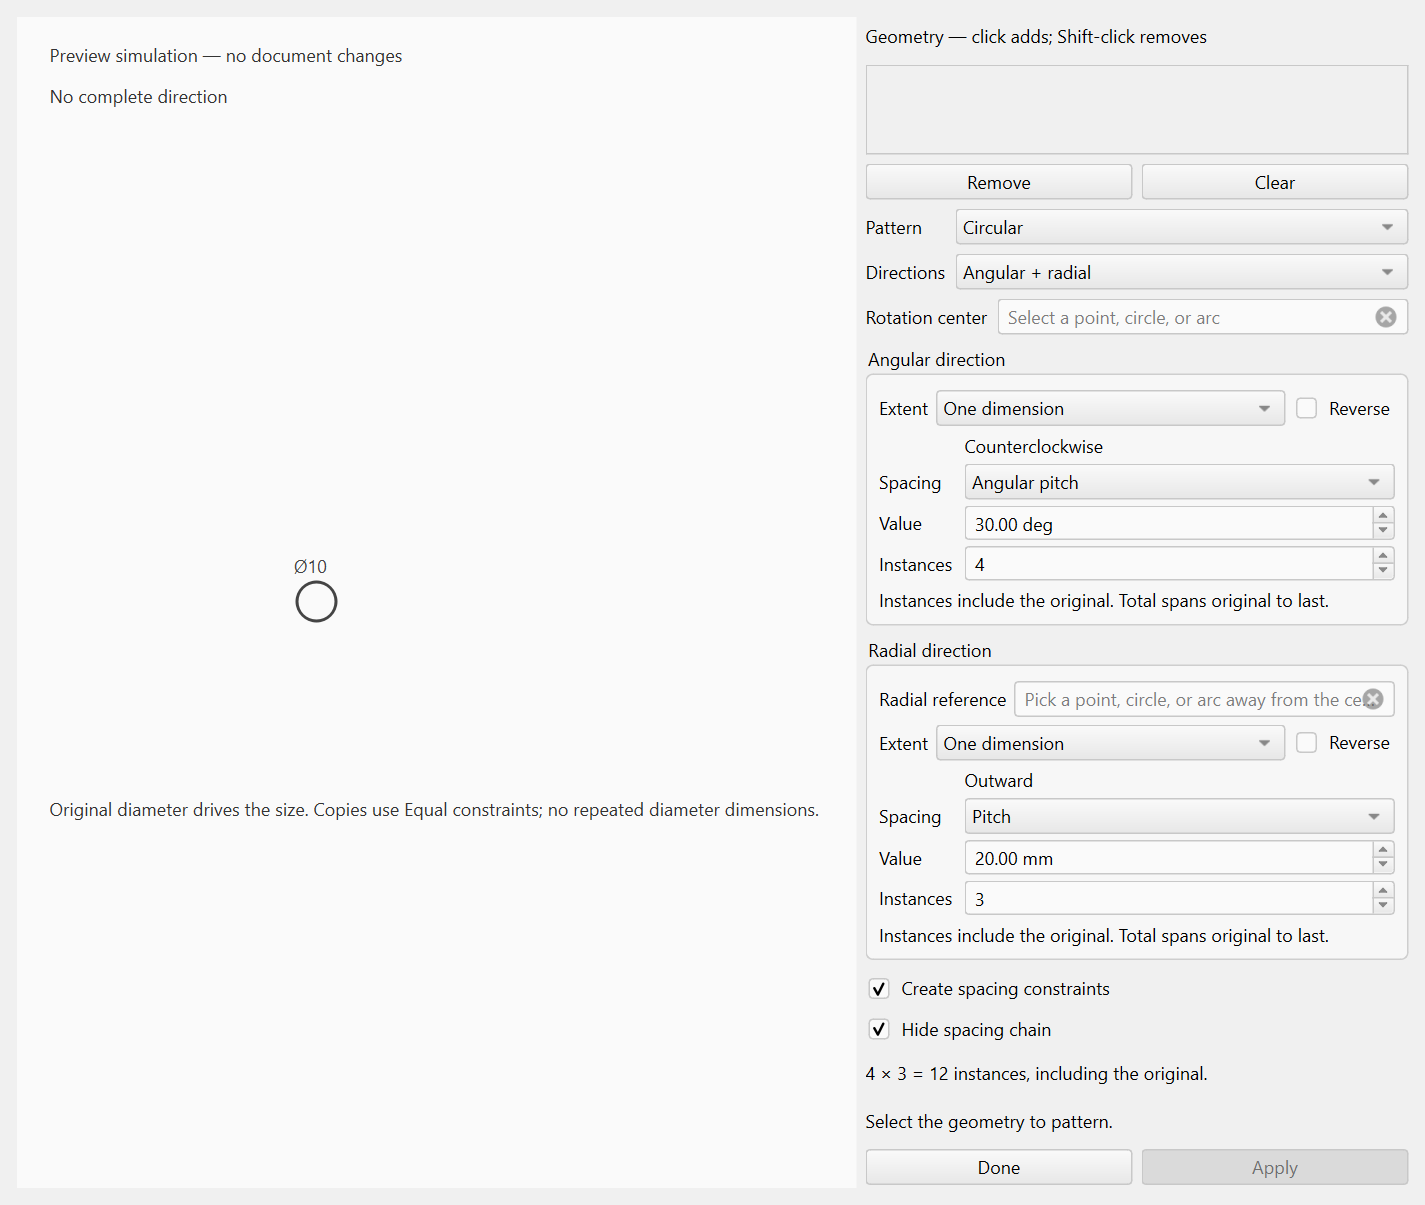 Preview simulation — no document changes
No complete direction
Ø10
Original diameter drives the size. Copies use Equal constraints; no repeated diameter dimensions.
Geometry — click adds; Shift-click removes
Remove
Clear
Pattern
Circular
Directions
Angular + radial
Rotation center
Select a point, circle, or arc
Angular direction
Extent
One dimension
Reverse
Counterclockwise
Spacing
Angular pitch
Value
30.00 deg
Instances
4
Instances include the original. Total spans original to last.
Radial direction
Radial reference
Pick a point, circle, or arc away from the ce…
Extent
One dimension
Reverse
Outward
Spacing
Pitch
Value
20.00 mm
Instances
3
Instances include the original. Total spans original to last.
Create spacing constraints
Hide spacing chain
4 × 3 = 12 instances, including the original.
Select the geometry to pattern.
Done
Apply